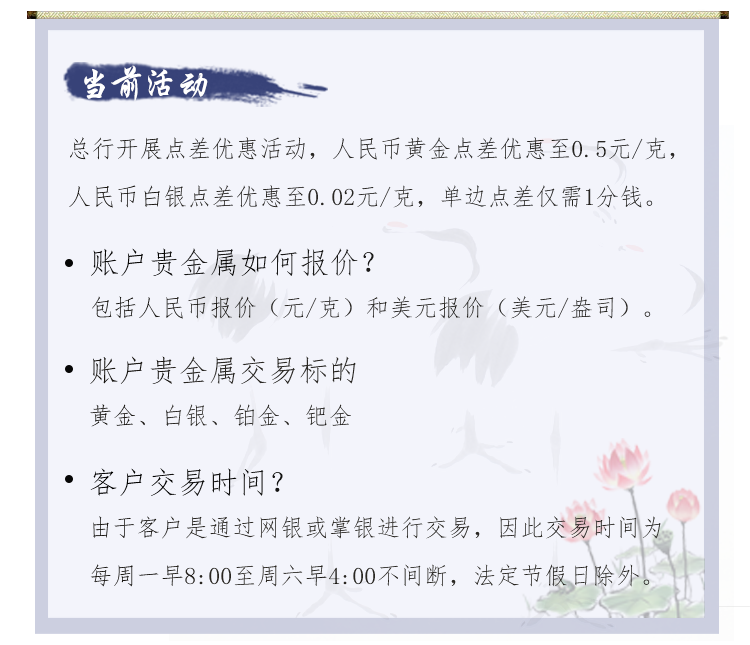 当前活动
总行开展点差优惠活动，人民币黄金点差优惠至0.5元/克，
人民币白银点差优惠至0.02元/克，单边点差仅需1分钱。
• 账户贵金属如何报价？
包括人民币报价（元/克）和美元报价（美元/盎司）。
• 账户贵金属交易标的
黄金、白银、铂金、钯金
• 客户交易时间？
由于客户是通过网银或掌银进行交易，因此交易时间为
每周一早8:00至周六早4:00不间断，法定节假日除外。